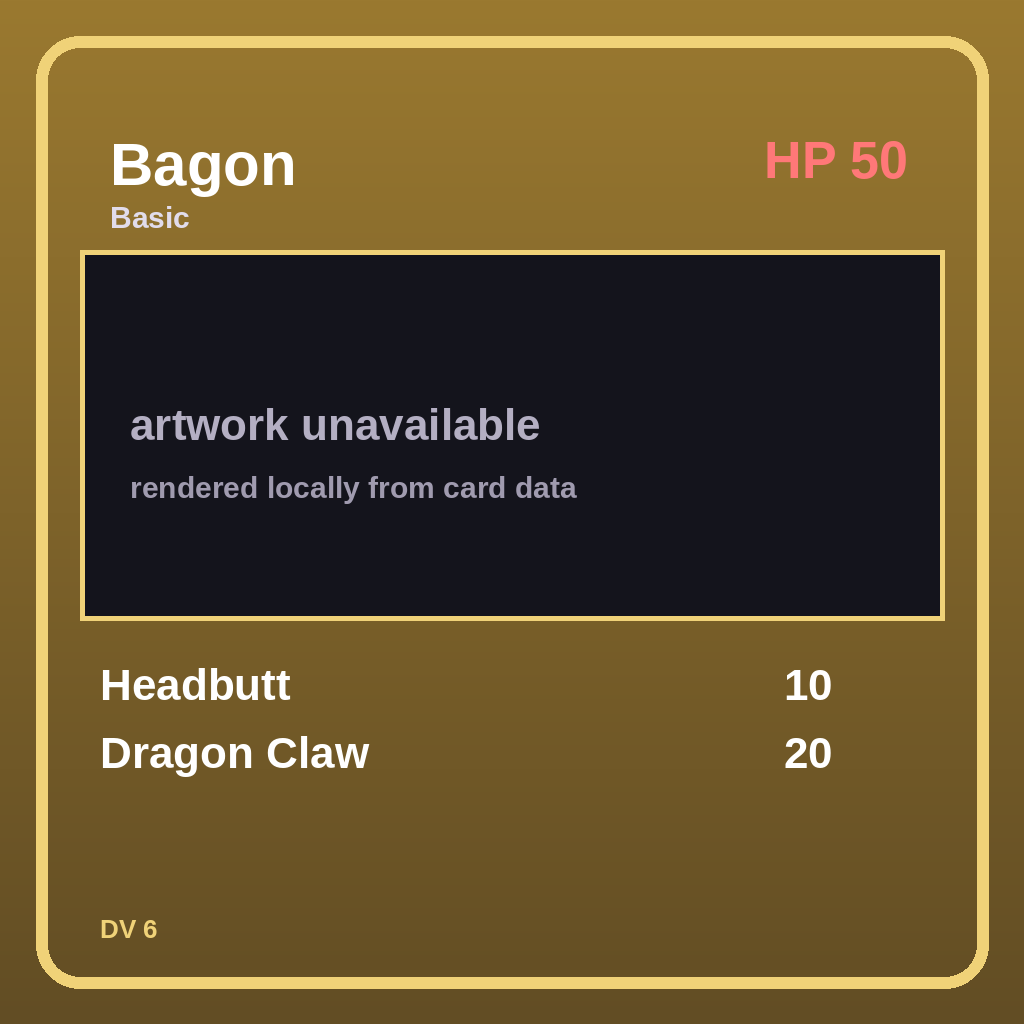 Bagon
HP 50
Basic
artwork unavailable
rendered locally from card data
Headbutt 10
Dragon Claw 20
DV 6